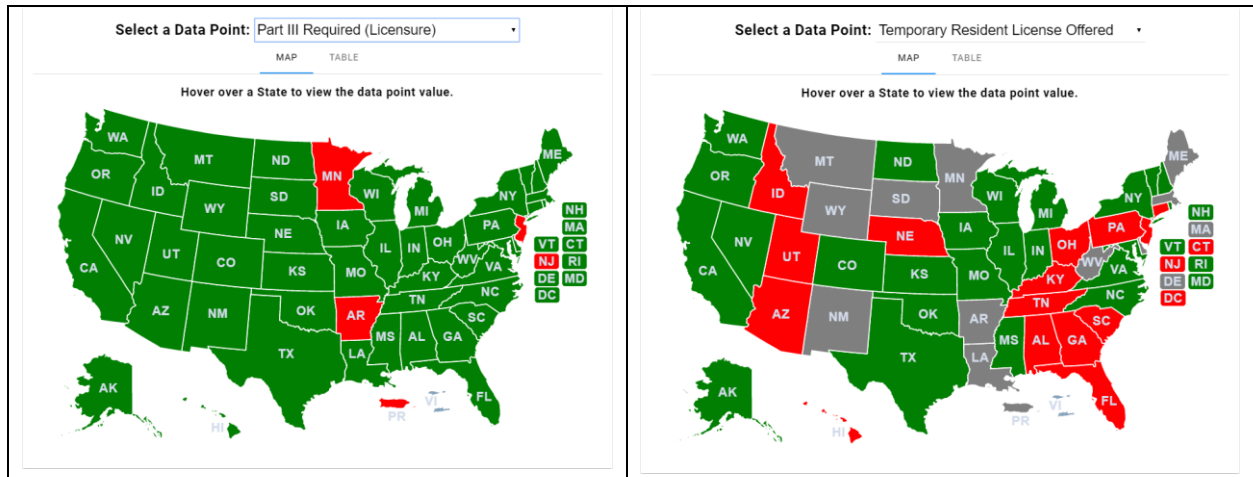 Select a Data Point: Part III Required (Licensure)
MAP TABLE
Hover over a State to view the data point value.
WA
MT
ND
MN
ME
OR
ID
SD
WI
NY
WY
MI
IA
PA
NE
NV
UT
CO
IL
IN
OH
NH
MA
VT
CT
CA
KS
MO
WV
VA
NJ
RI
KY
DE
MD
AZ
NM
OK
TN
NC
DC
AR
SC
MS
AL
GA
TX
LA
AK
FL
HI
PR
VI
Select a Data Point: Temporary Resident License Offered
MAP TABLE
Hover over a State to view the data point value.
WA
MT
ND
MN
ME
OR
ID
SD
WI
NY
WY
MI
IA
PA
NE
NV
UT
CO
IL
IN
OH
NH
MA
VT
CT
CA
KS
MO
WV
VA
NJ
RI
KY
DE
MD
AZ
NM
OK
TN
NC
DC
AR
SC
MS
AL
GA
TX
LA
AK
FL
HI
PR
VI